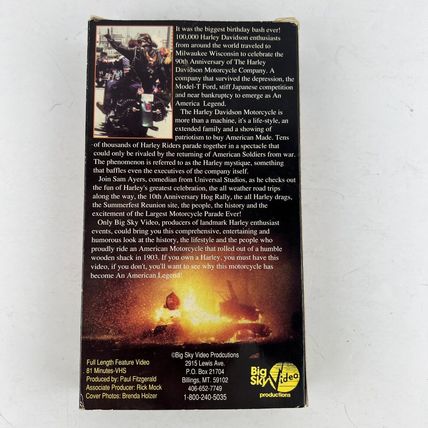 It was the biggest birthday bash ever!
100,000 Harley Davidson enthusiasts
from around the world traveled to
Milwaukee Wisconsin to celebrate the
90th Anniversary of The Harley
Davidson Motorcycle Company. A
company that survived the depression, the
Model-T Ford, stiff Japanese competition
and near bankruptcy to emerge as An
America Legend.
The Harley Davidson Motorcycle is
more than a machine, it's a life-style, an
extended family and a showing of
patriotism to buy American Made. Tens
of thousands of Harley Riders parade together in a spectacle that
could only be rivaled by the returning of American Soldiers from war.
The phenomenon is referred to as the Harley mystique, something
that baffles even the executives of the company itself.
Join Sam Ayers, comedian from Universal Studios, as he checks out
the fun of Harley's greatest celebration, the all weather road trips
along the way, the 10th Anniversary Hog Rally, the all Harley drags,
the Summerfest Reunion site, the people, the history and the
excitement of the Largest Motorcycle Parade Ever!
Only Big Sky Video, producers of landmark Harley enthusiast
events, could bring you this comprehensive, entertaining and
humorous look at the history, the lifestyle and the people who
proudly ride an American Motorcycle that rolled out of a humble
wooden shack in 1903. If you own a Harley, you must have this
video, if you don't, you'll want to see why this motorcycle has
become An American Legend!
Full Length Feature Video
81 Minutes-VHS
Produced by: Paul Fitzgerald
Associate Producer: Rick Mock
Cover Photos: Brenda Holzer
©Big Sky Video Prodcutions
2915 Lewis Ave.
P.O. Box 21704
Billings, MT. 59102
406-652-7749
1-800-240-5035
Big
Sky Video
productions